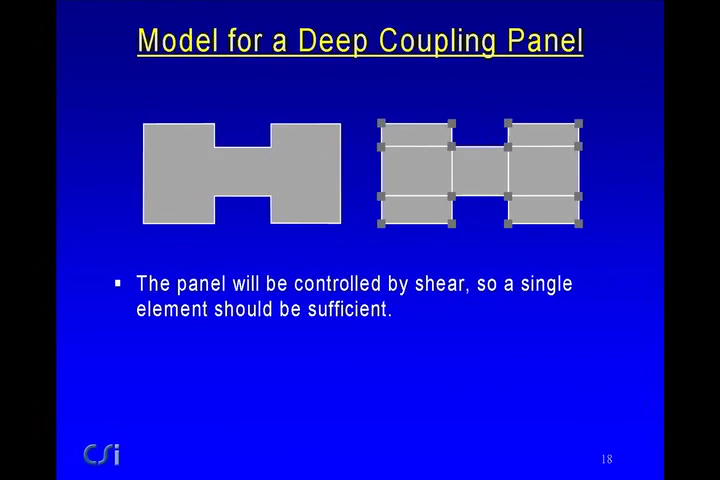 Model for a Deep Coupling Panel
▪ The panel will be controlled by shear, so a single
element should be sufficient.
CSi
18